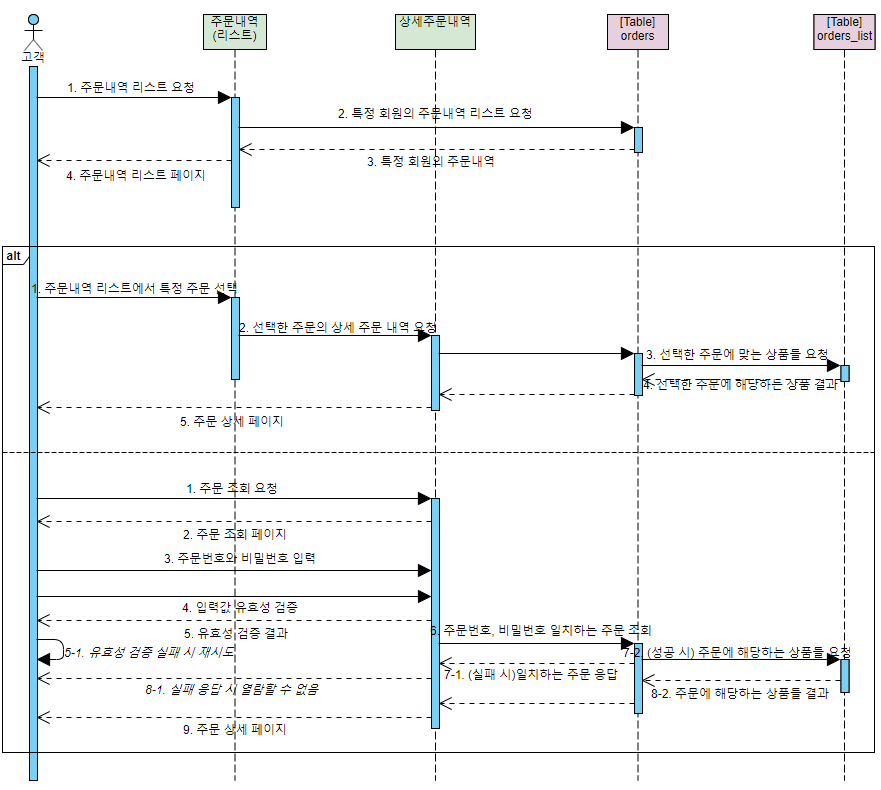 주문내역
(리스트)
상세주문내역
[Table]
orders
[Table]
orders_list
고객
1. 주문내역 리스트 요청
2. 특정 회원의 주문내역 리스트 요청
3. 특정 회원의 주문내역
4. 주문내역 리스트 페이지
alt
1. 주문내역 리스트에서 특정 주문 선택
2. 선택한 주문의 상세 주문 내역 요청
3. 선택한 주문에 맞는 상품들 요청
4. 선택한 주문에 해당하는 상품 결과
5. 주문 상세 페이지
1. 주문 조회 요청
2. 주문 조회 페이지
3. 주문번호와 비밀번호 입력
4. 입력값 유효성 검증
5. 유효성 검증 결과
6. 주문번호, 비밀번호 일치하는 주문 조회
5-1. 유효성 검증 실패 시 재시도
7-2. (성공 시) 주문에 해당하는 상품들 요청
7-1. (실패 시)일치하는 주문 응답
8-1. 실패 응답 시 열람할 수 없음
8-2. 주문에 해당하는 상품들 결과
9. 주문 상세 페이지